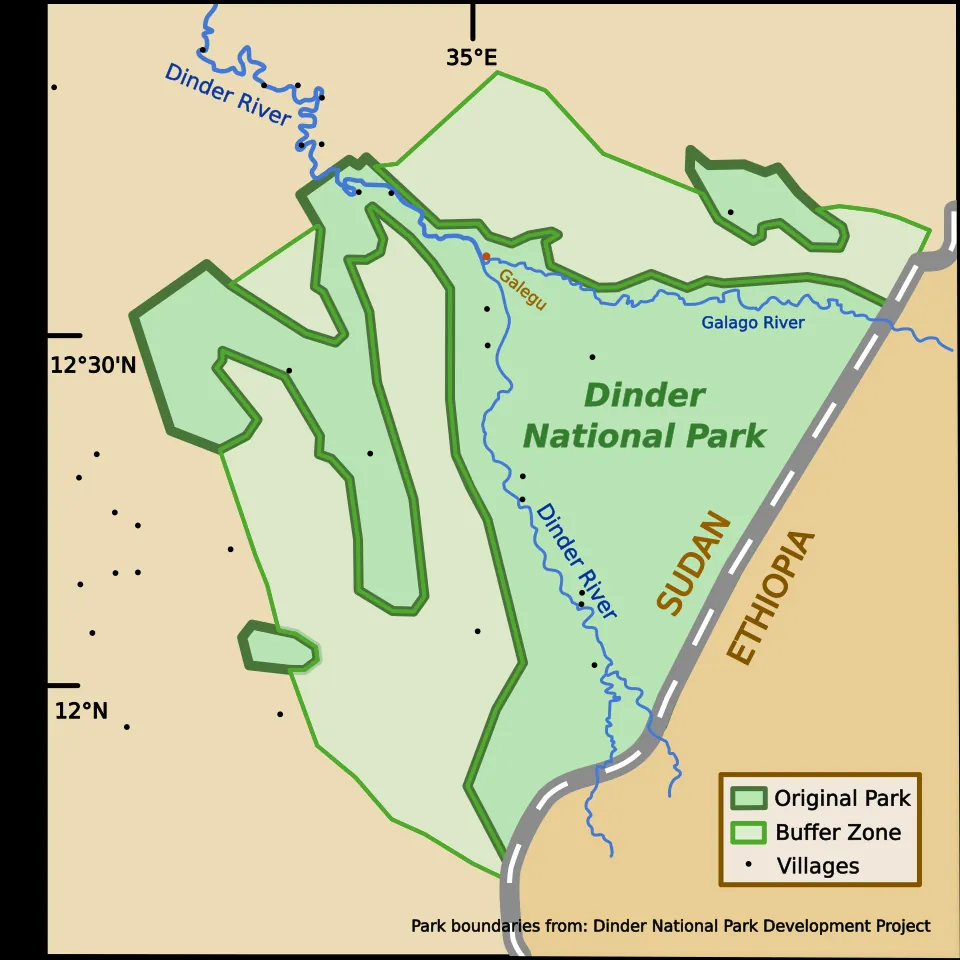 35°E
Dinder River
Galegu
Galago River
12°30'N
Dinder
National Park
Dinder River
SUDAN
ETHIOPIA
12°N
Original Park
Buffer Zone
Villages
Park boundaries from: Dinder National Park Development Project